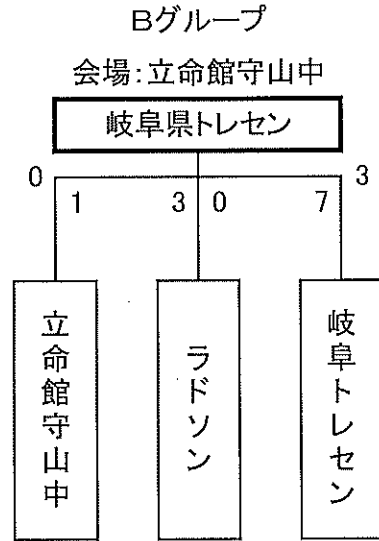 Bグループ
会場:立命館守山中
岐阜県トレセン
0 3
1 3 0 7
立命館守山中
ラドソン
岐阜トレセン